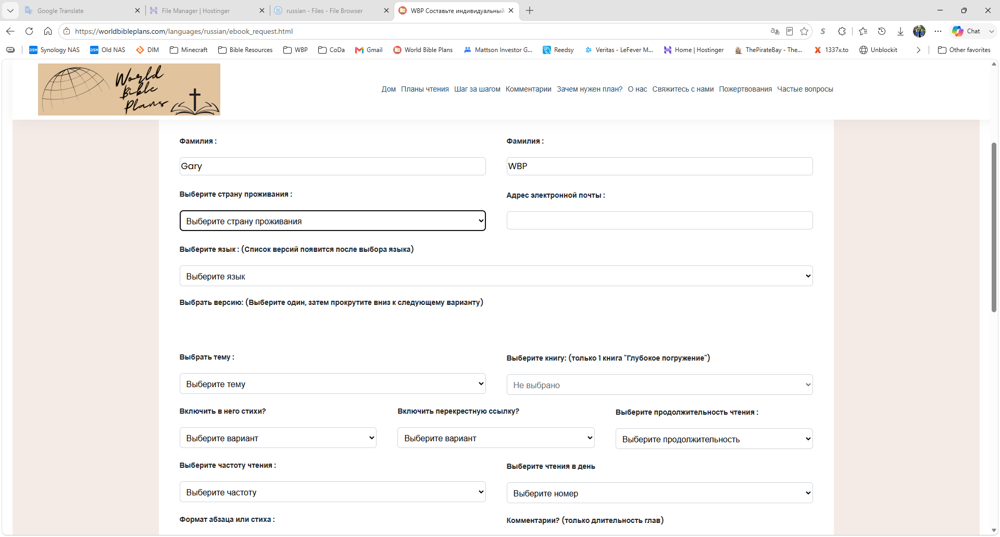 Google Translate
File Manager | Hostinger
russian - Files - File Browser
WBP Составьте индивидуальный
https://worldbibleplans.com/languages/russian/ebook_request.html
Chat
Synology NAS
Old NAS
DIM
Minecraft
Bible Resources
WBP
CoDa
Gmail
World Bible Plans
Mattson Investor G...
Reedsy
Veritas - LeFever M...
Home | Hostinger
ThePirateBay - The...
1337x.to
Unblockit
Other favorites
World
Bible
Plans
Дом Планы чтения Шаг за шагом Комментарии Зачем нужен план? О нас Свяжитесь с нами Пожертвования Частые вопросы
Фамилия :
Фамилия :
Gary
WBP
Выберите страну проживания :
Адрес электронной почты :
Выберите страну проживания
Выберите язык : (Список версий появится после выбора языка)
Выберите язык
Выбрать версию: (Выберите один, затем прокрутите вниз к следующему варианту)
Выбрать тему :
Выберите книгу: (только 1 книга "Глубокое погружение")
Выберите тему
Не выбрано
Включить в него стихи?
Включить перекрестную ссылку?
Выберите продолжительность чтения :
Выберите вариант
Выберите вариант
Выберите продолжительность
Выберите частоту чтения :
Выберите чтения в день
Выберите частоту
Выберите номер
Формат абзаца или стиха :
Комментарии? (только длительность глав)